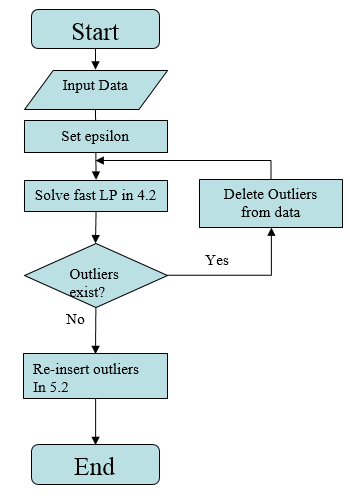 Start
Input Data
Set epsilon
Solve fast LP in 4.2
Delete Outliers
from data
Outliers
exist?
Yes
No
Re-insert outliers
In 5.2
End